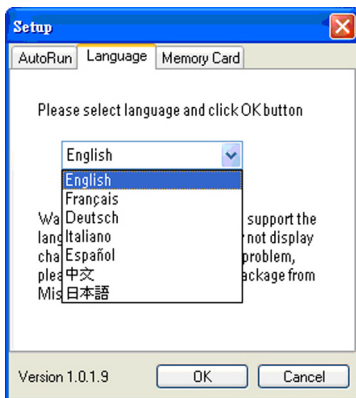 Setup
AutoRun Language Memory Card
Please select language and click OK button
English
English
Français
Wa Deutsch support the
lang Italiano not display
cha Español problem,
plea 中文 ackage from
Mis 日本語
Version 1.0.1.9 OK Cancel